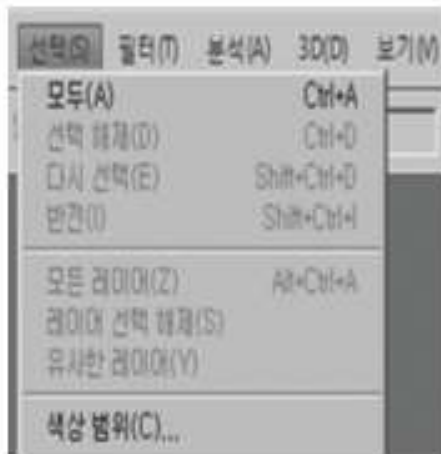 선택(S) 필터(T) 분석(A) 3D(D) 보기(V)
모두(A) Ctrl+A
선택 해제(D) Ctrl+D
다시 선택(E) Shift+Ctrl+D
반전(I) Shift+Ctrl+I
모든 레이어(Z) Alt+Ctrl+A
레이어 선택 해제(S)
유사한 레이어(Y)
색상 범위(C)...